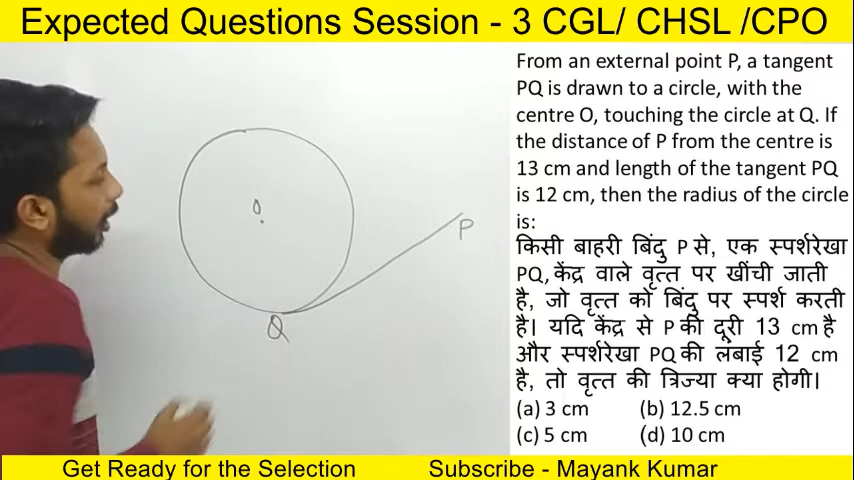 Expected Questions Session - 3 CGL/ CHSL /CPO
From an external point P, a tangent
PQ is drawn to a circle, with the
centre O, touching the circle at Q. If
the distance of P from the centre is
13 cm and length of the tangent PQ
is 12 cm, then the radius of the circle
is:
किसी बाहरी बिंदु P से, एक स्पर्शरेखा
PQ, केंद्र वाले वृत्त पर खींची जाती
है, जो वृत्त को बिंदु पर स्पर्श करती
है। यदि केंद्र से P की दूरी 13 cm है
और स्पर्शरेखा PQ की लंबाई 12 cm
है, तो वृत्त की त्रिज्या क्या होगी।
(a) 3 cm (b) 12.5 cm
(c) 5 cm (d) 10 cm
O
P
Q
Get Ready for the Selection Subscribe - Mayank Kumar